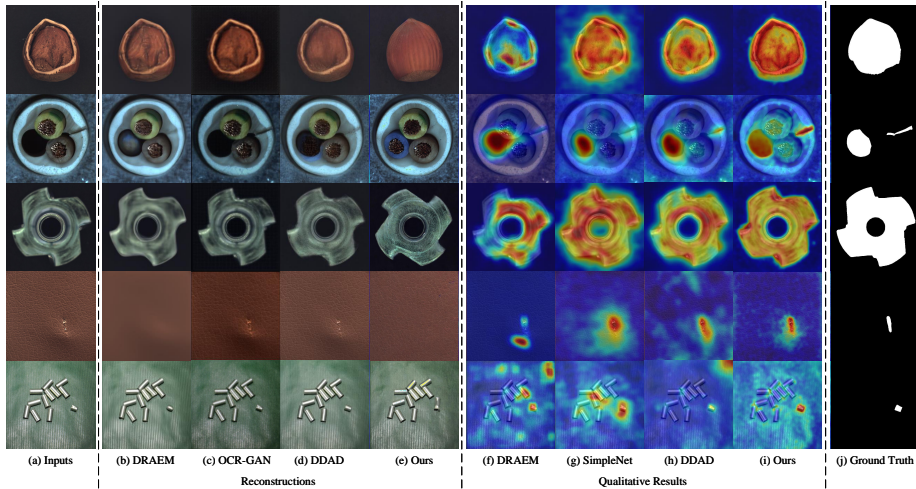 (a) Inputs (b) DRAEM (c) OCR-GAN (d) DDAD (e) Ours (f) DRAEM (g) SimpleNet (h) DDAD (i) Ours (j) Ground Truth
Reconstructions Qualitative Results